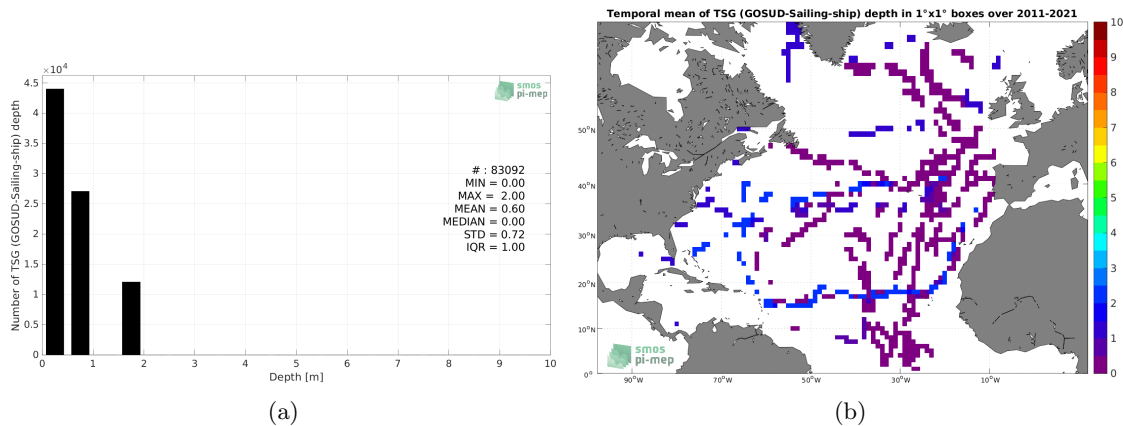 ×10⁴
4.5
4
3.5
3
2.5
2
1.5
1
0.5
0
Number of TSG (GOSUD-Sailing-ship) depth
smos
pi-mep
# : 83092
MIN = 0.00
MAX = 2.00
MEAN = 0.60
MEDIAN = 0.00
STD = 0.72
IQR = 1.00
0 1 2 3 4 5 6 7 8 9 10
Depth [m]
(a)
Temporal mean of TSG (GOSUD-Sailing-ship) depth in 1°x1° boxes over 2011-2021
50°N
40°N
30°N
20°N
10°N
0°
90°W 70°W 50°W 30°W 10°W
smos
pi-mep
10
9
8
7
6
5
4
3
2
1
0
(b)